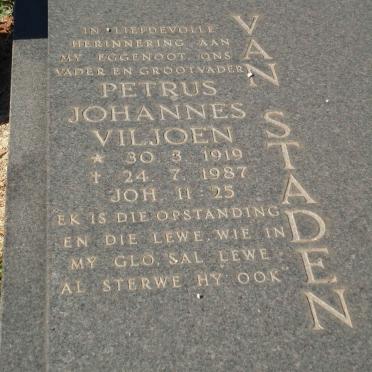 IN LIEFDEVOLLE
HERINNERING AAN
MY EGGENOOT, ONS
VADER EN GROOTVADER
PETRUS
JOHANNES
VILJOEN
* 30 3 1919
† 24 7 1987
JOH 11 25
EK IS DIE OPSTANDING
EN DIE LEWE, WIE IN
MY GLO, SAL LEWE
AL STERWE HY OOK"
VAN STADEN